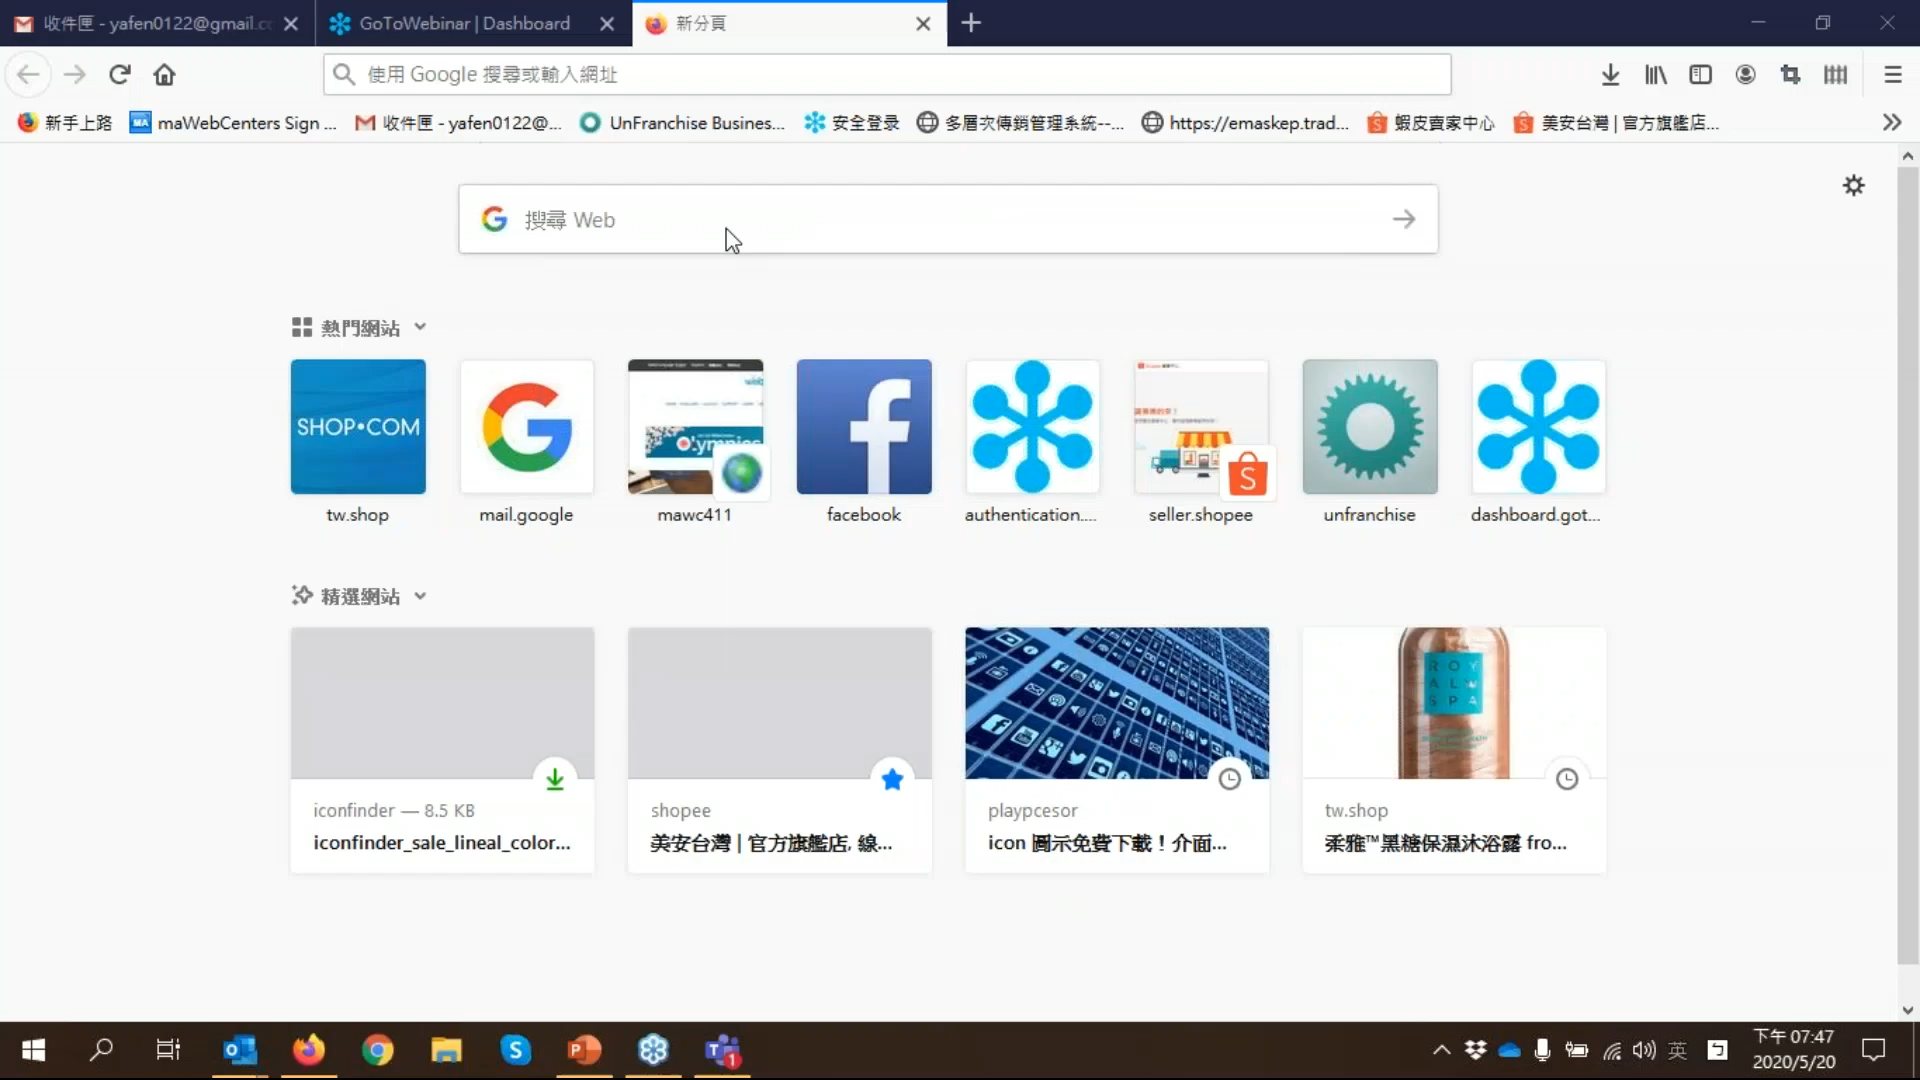 收件匣 - yafen0122@gmail.c
GoToWebinar | Dashboard
新分頁
使用 Google 搜尋或輸入網址
新手上路
maWebCenters Sign ...
收件匣 - yafen0122@...
UnFranchise Busines...
安全登录
多層次傳銷管理系統--...
https://emaskep.trad...
蝦皮賣家中心
美安台灣 | 官方旗艦店...
搜尋 Web
熱門網站
SHOP•COM
tw.shop
mail.google
mawc411
facebook
authentication....
seller.shopee
unfranchise
dashboard.got...
精選網站
ROY
ALW
SPA
iconfinder — 8.5 KB
iconfinder_sale_lineal_color...
shopee
美安台灣 | 官方旗艦店, 線...
playpcesor
icon 圖示免費下載！介面...
tw.shop
柔雅™黑糖保濕沐浴露 fro...
英
下午 07:47
2020/5/20